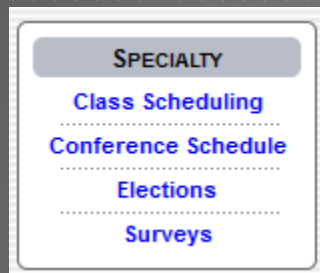 SPECIALTY
Class Scheduling
Conference Schedule
Elections
Surveys